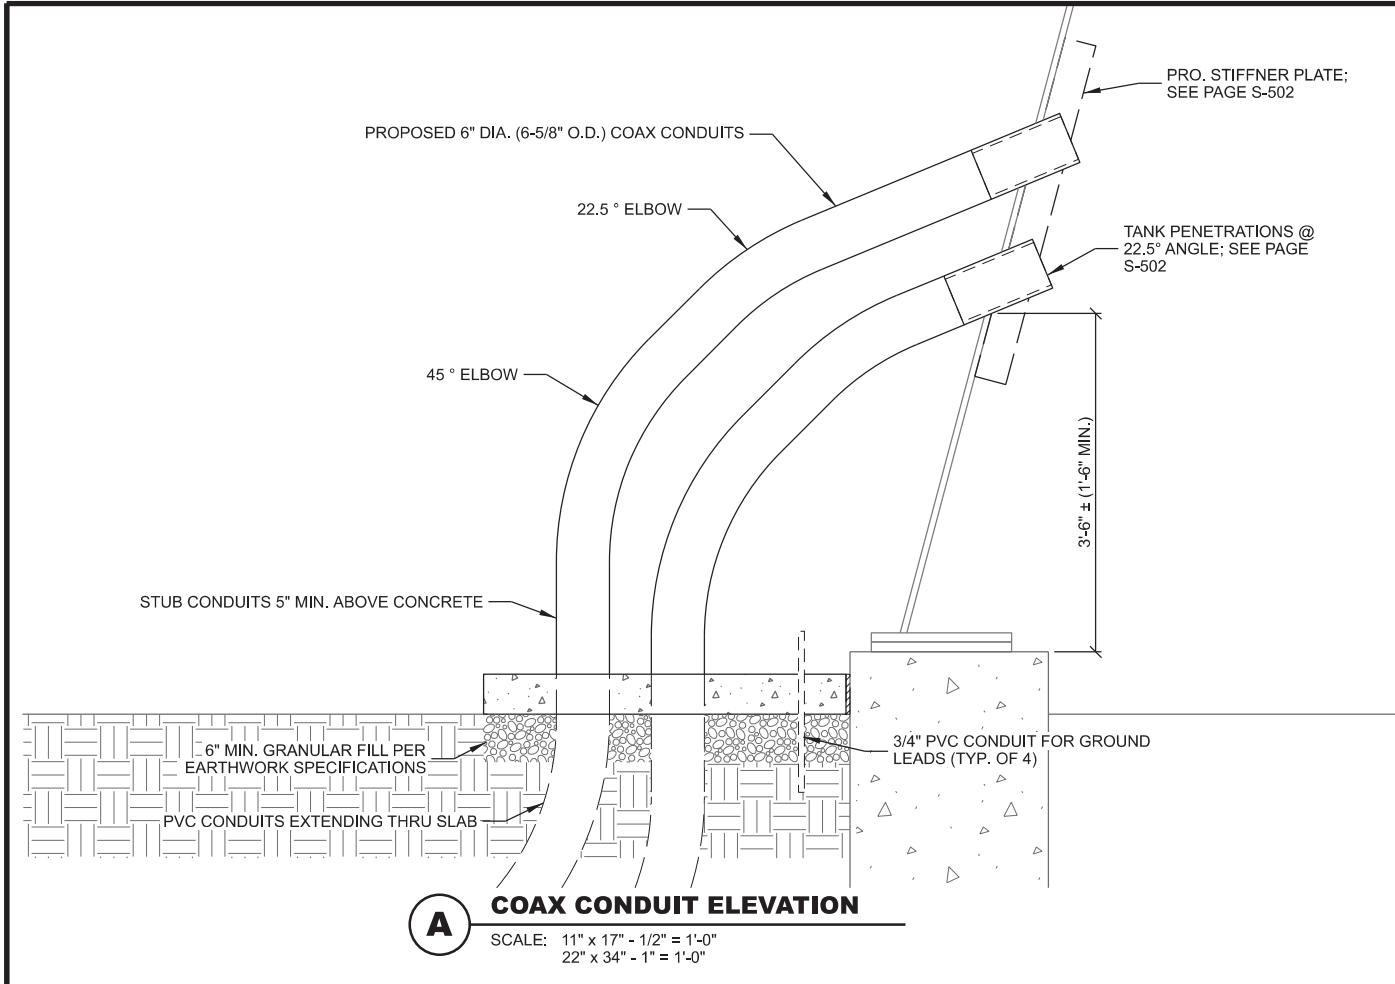 PRO. STIFFNER PLATE;
SEE PAGE S-502
PROPOSED 6" DIA. (6-5/8" O.D.) COAX CONDUITS
22.5 ° ELBOW
TANK PENETRATIONS @
22.5° ANGLE; SEE PAGE
S-502
45 ° ELBOW
3'-6" ± (1'-6" MIN.)
STUB CONDUITS 5" MIN. ABOVE CONCRETE
6" MIN. GRANULAR FILL PER
EARTHWORK SPECIFICATIONS
3/4" PVC CONDUIT FOR GROUND
LEADS (TYP. OF 4)
PVC CONDUITS EXTENDING THRU SLAB
A
COAX CONDUIT ELEVATION
SCALE: 11" x 17" - 1/2" = 1'-0"
22" x 34" - 1" = 1'-0"